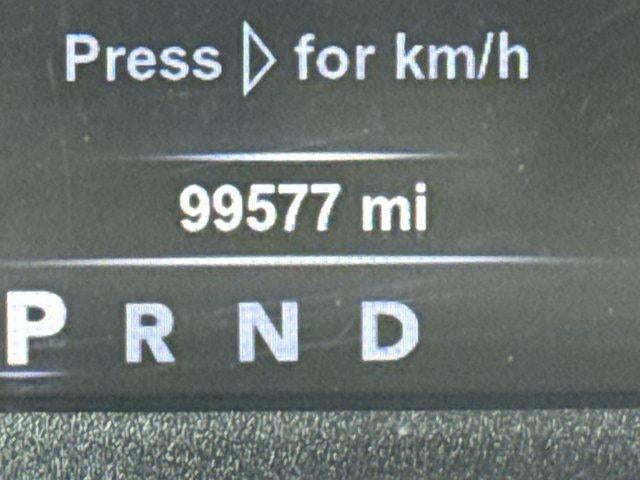 Press ▷ for km/h
99577 mi
P R N D